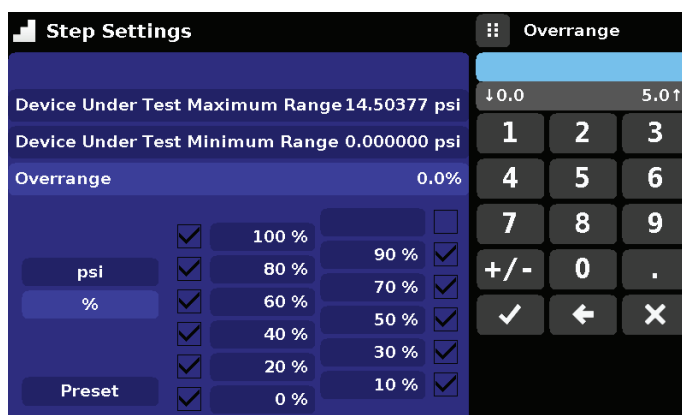 Step Settings
Overrange
Device Under Test Maximum Range 14.50377 psi
↓0.0 5.0↑
Device Under Test Minimum Range 0.000000 psi
1 2 3
Overrange 0.0%
4 5 6
7 8 9
100 %
90 %
psi
80 %
+/- 0 .
70 %
%
60 %
50 %
40 %
30 %
20 %
10 %
Preset
0 %